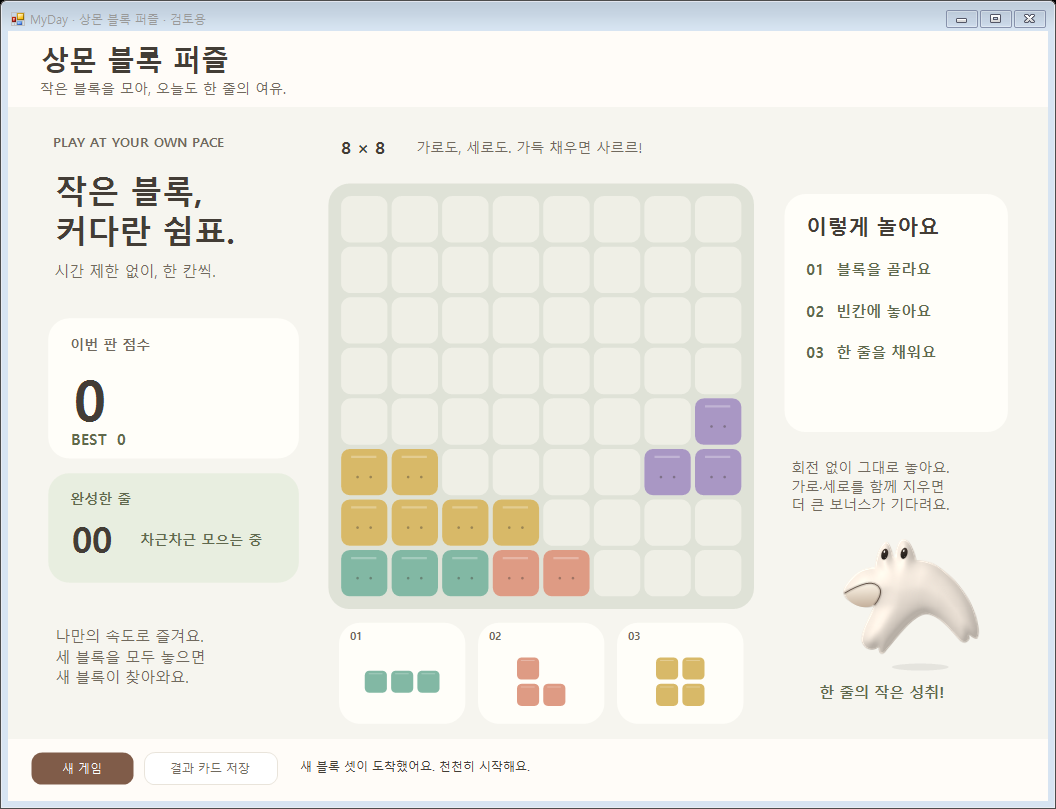 MyDay · 상몬 블록 퍼즐 · 검토용
상몬 블록 퍼즐
작은 블록을 모아, 오늘도 한 줄의 여유.
PLAY AT YOUR OWN PACE
작은 블록,
커다란 쉼표.
시간 제한 없이, 한 칸씩.
이번 판 점수
0
BEST 0
완성한 줄
00 차근차근 모으는 중
나만의 속도로 즐겨요.
세 블록을 모두 놓으면
새 블록이 찾아와요.
8 × 8 가로도, 세로도. 가득 채우면 사르르!
01
02
03
이렇게 놀아요
01 블록을 골라요
02 빈칸에 놓아요
03 한 줄을 채워요
회전 없이 그대로 놓아요.
가로·세로를 함께 지우면
더 큰 보너스가 기다려요.
한 줄의 작은 성취!
새 게임
결과 카드 저장
새 블록 셋이 도착했어요. 천천히 시작해요.